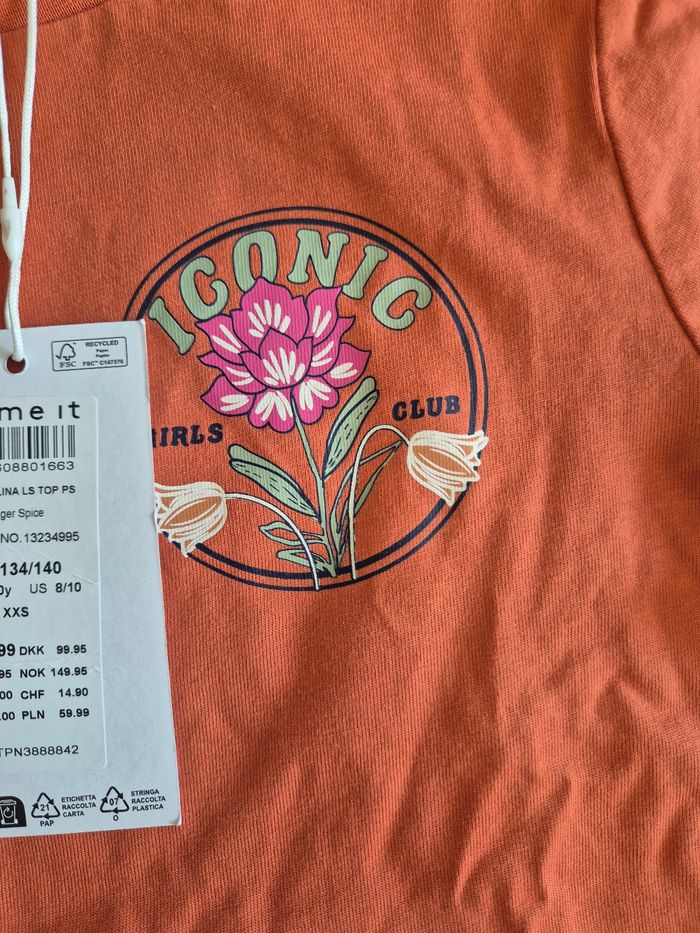 ICONIC
GIRLS CLUB
RECYCLED
Paper
FSC
FSC™ C147376
me it
608801663
LINA LS TOP PS
ger Spice
NO.13234995
134/140
0y US 8/10
XXS
99 DKK 99.95
95 NOK 149.95
00 CHF 14.90
.00 PLN 59.99
TPN3888842
21
PAP
ETICHETTA
RACCOLTA
CARTA
07
O
STRINGA
RACCOLTA
PLASTICA